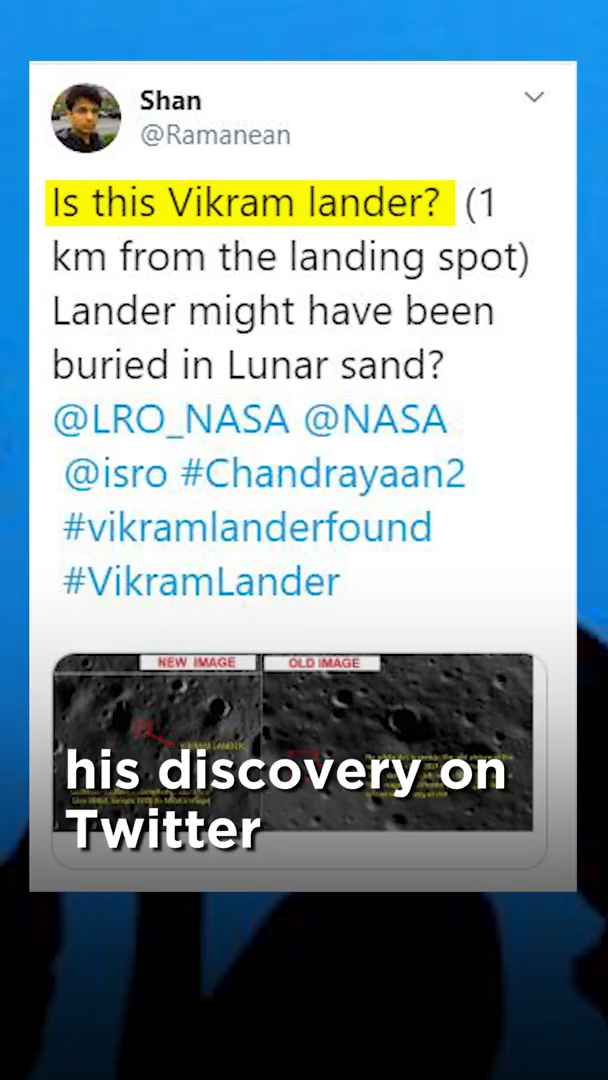 Shan
@Ramanean
Is this Vikram lander? (1
km from the landing spot)
Lander might have been
buried in Lunar sand?
@LRO_NASA @NASA
@isro #Chandrayaan2
#vikramlanderfound
#VikramLander
NEW IMAGE
OLD IMAGE
his discovery on
Twitter